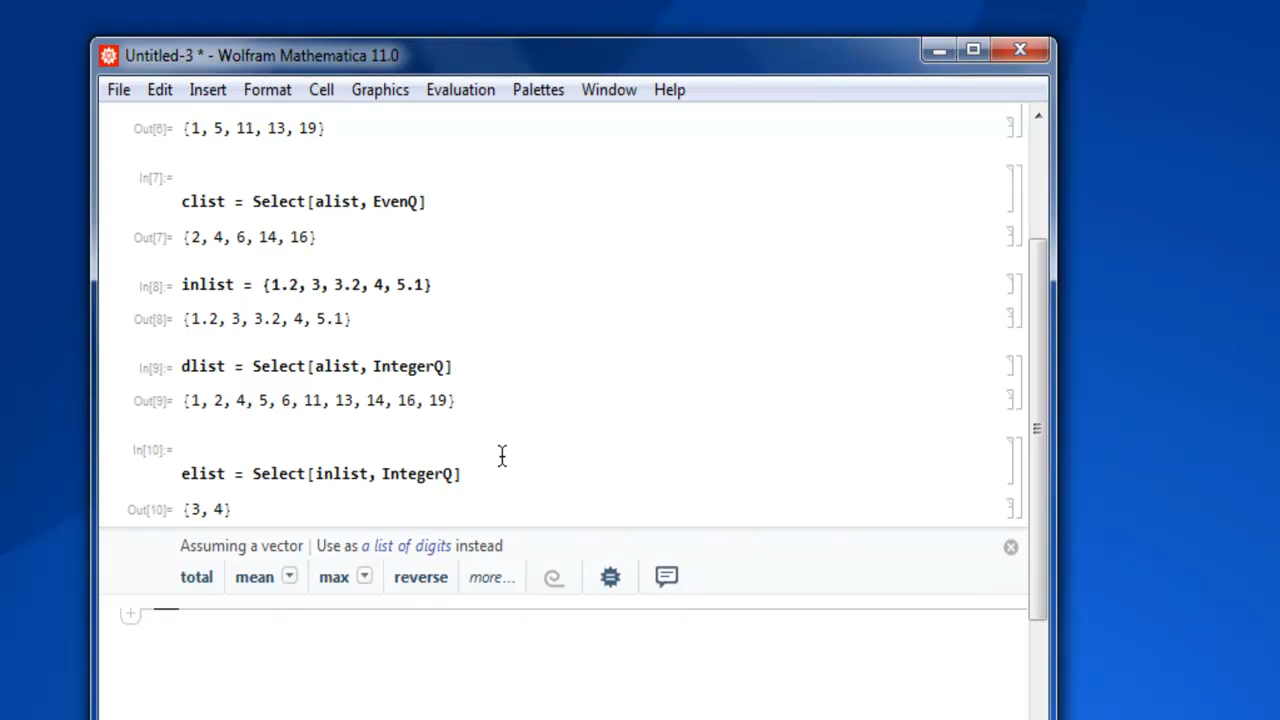 Untitled-3 * - Wolfram Mathematica 11.0
File Edit Insert Format Cell Graphics Evaluation Palettes Window Help
Out[6]= {1, 5, 11, 13, 19}
In[7]:=
clist = Select[alist, EvenQ]
Out[7]= {2, 4, 6, 14, 16}
In[8]:= inlist = {1.2, 3, 3.2, 4, 5.1}
Out[8]= {1.2, 3, 3.2, 4, 5.1}
In[9]:= dlist = Select[alist, IntegerQ]
Out[9]= {1, 2, 4, 5, 6, 11, 13, 14, 16, 19}
In[10]:=
elist = Select[inlist, IntegerQ]
Out[10]= {3, 4}
Assuming a vector | Use as a list of digits instead
total mean max reverse more...